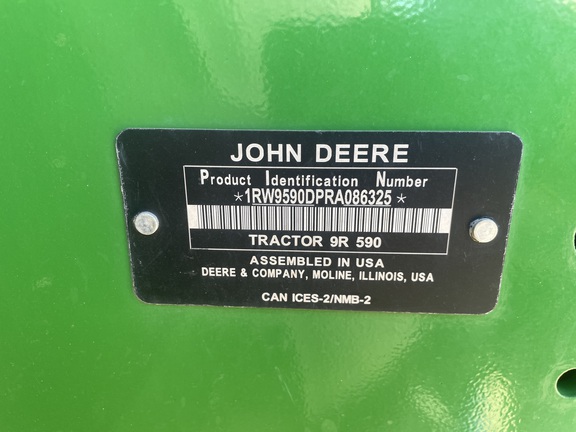 JOHN DEERE
Product Identification Number
*1RW9590DPRA086325*
TRACTOR 9R 590
ASSEMBLED IN USA
DEERE & COMPANY, MOLINE, ILLINOIS, USA
CAN ICES-2/NMB-2